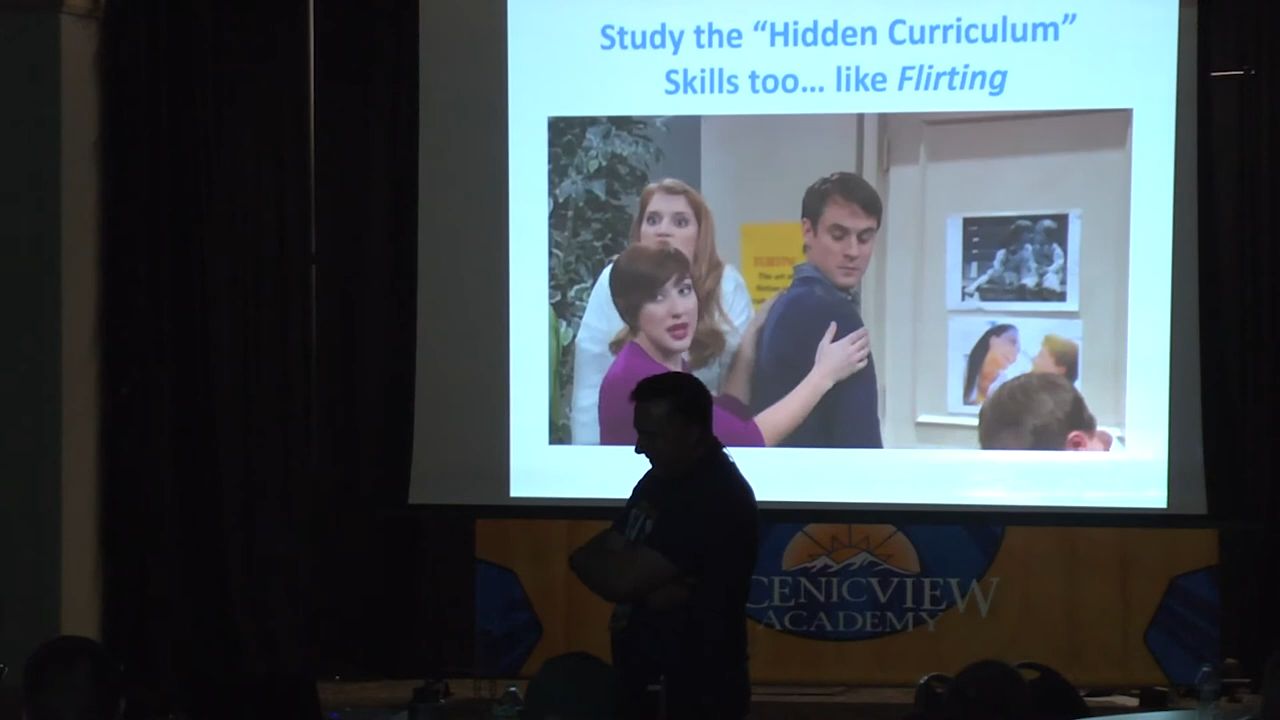 Study the “Hidden Curriculum”
Skills too... like Flirting
CENICVIEW
ACADEMY